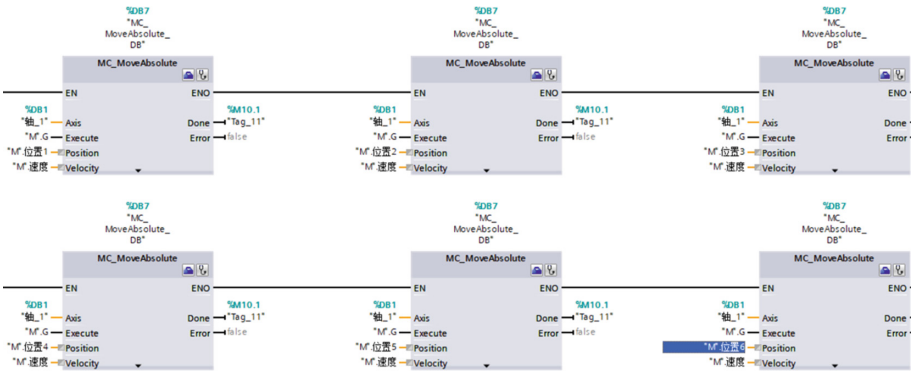 %DB7 %DB7 %DB7
"MC_ "MC_ "MC_
MoveAbsolute_ MoveAbsolute_ MoveAbsolute_
DB" DB" DB"
MC_MoveAbsolute MC_MoveAbsolute MC_MoveAbsolute
EN ENO EN ENO EN ENO
%DB1 %M10.1 %DB1 %M10.1 %DB1
"轴_1" Axis Done "Tag_11" "轴_1" Axis Done "Tag_11" "轴_1" Axis Done
"M".G Execute Error false "M".G Execute Error false "M".G Execute Error
"M".位置1 Position "M".位置2 Position "M".位置3 Position
"M".速度 Velocity "M".速度 Velocity "M".速度 Velocity
%DB7 %DB7 %DB7
"MC_ "MC_ "MC_
MoveAbsolute_ MoveAbsolute_ MoveAbsolute_
DB" DB" DB"
MC_MoveAbsolute MC_MoveAbsolute MC_MoveAbsolute
EN ENO EN ENO EN ENO
%DB1 %M10.1 %DB1 %M10.1 %DB1
"轴_1" Axis Done "Tag_11" "轴_1" Axis Done "Tag_11" "轴_1" Axis Done
"M".G Execute Error false "M".G Execute Error false "M".G Execute Error
"M".位置4 Position "M".位置5 Position "M".位置6 Position
"M".速度 Velocity "M".速度 Velocity "M".速度 Velocity